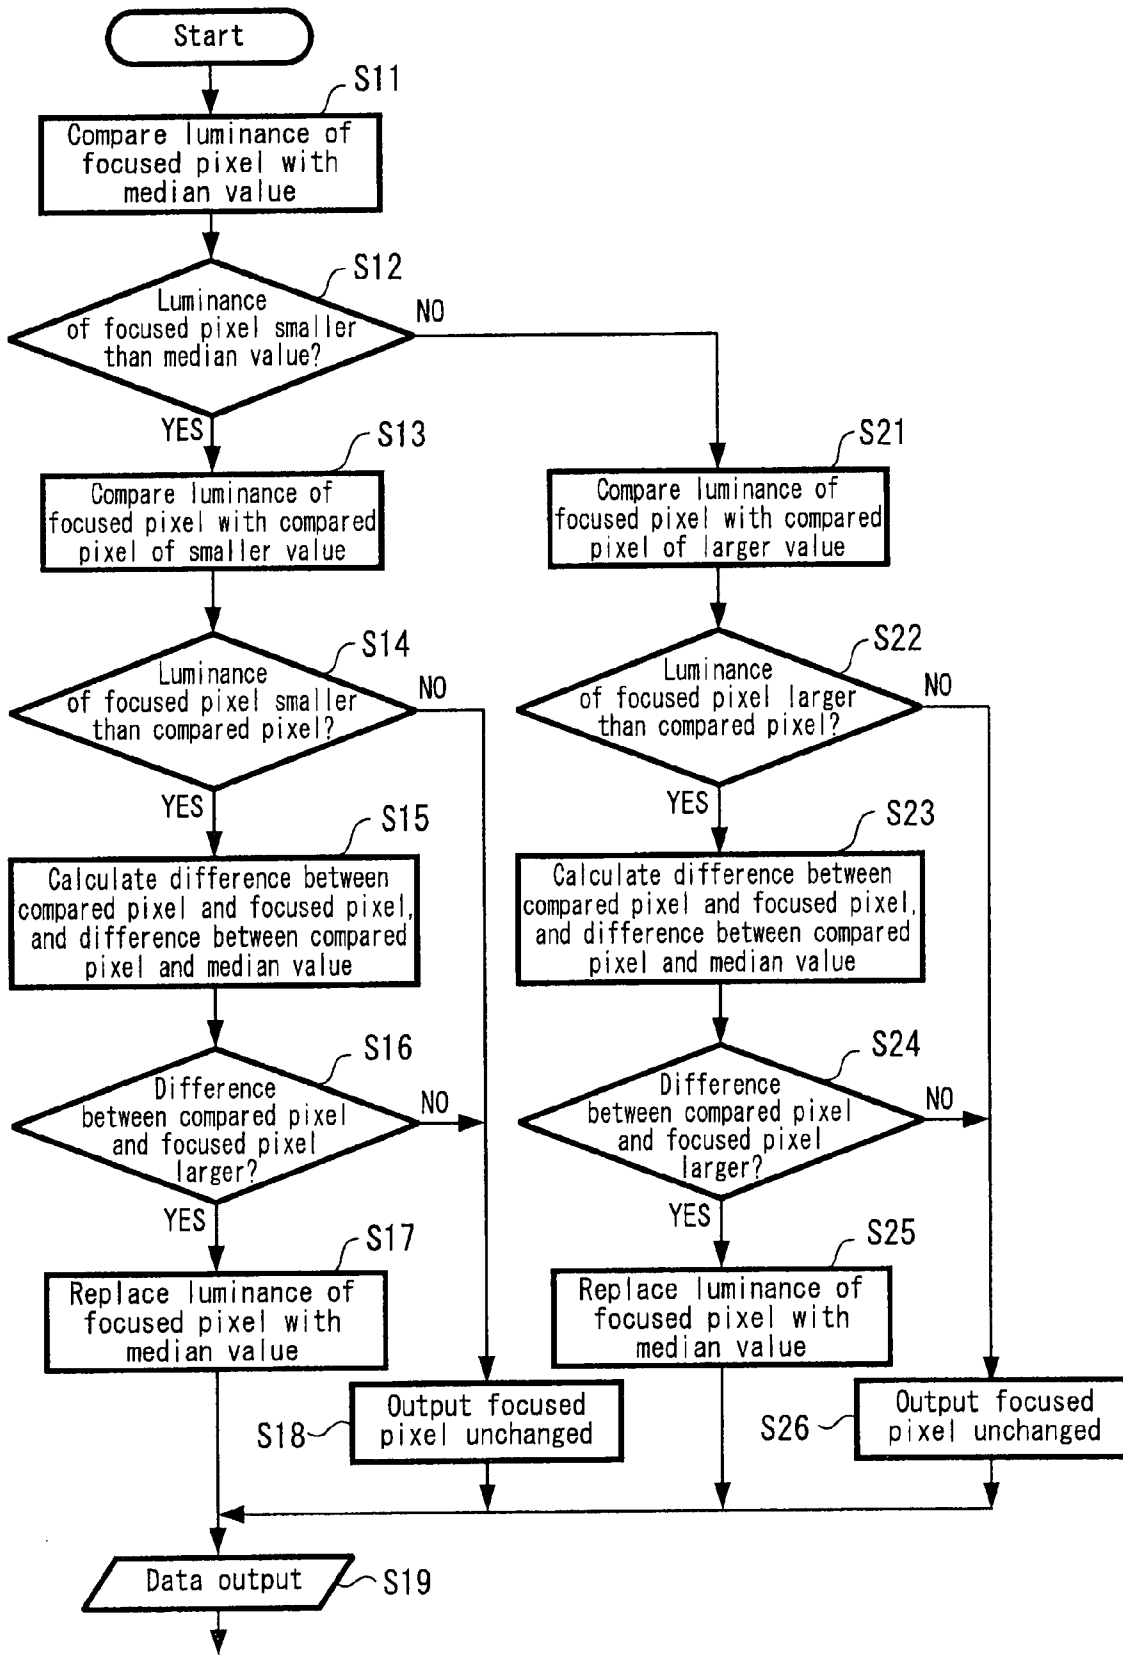 Start
S11
Compare luminance of
focused pixel with
median value
S12
Luminance
of focused pixel smaller
than median value?
NO
YES
S13
Compare luminance of
focused pixel with compared
pixel of smaller value
S21
Compare luminance of
focused pixel with compared
pixel of larger value
S14
Luminance
of focused pixel smaller
than compared pixel?
NO
YES
S22
Luminance
of focused pixel larger
than compared pixel?
NO
YES
S15
Calculate difference between
compared pixel and focused pixel,
and difference between compared
pixel and median value
S23
Calculate difference between
compared pixel and focused pixel,
and difference between compared
pixel and median value
S16
Difference
between compared pixel
and focused pixel
larger?
NO
YES
S24
Difference
between compared pixel
and focused pixel
larger?
NO
YES
S17
Replace luminance of
focused pixel with
median value
S25
Replace luminance of
focused pixel with
median value
S18
Output focused
pixel unchanged
S26
Output focused
pixel unchanged
Data output
S19